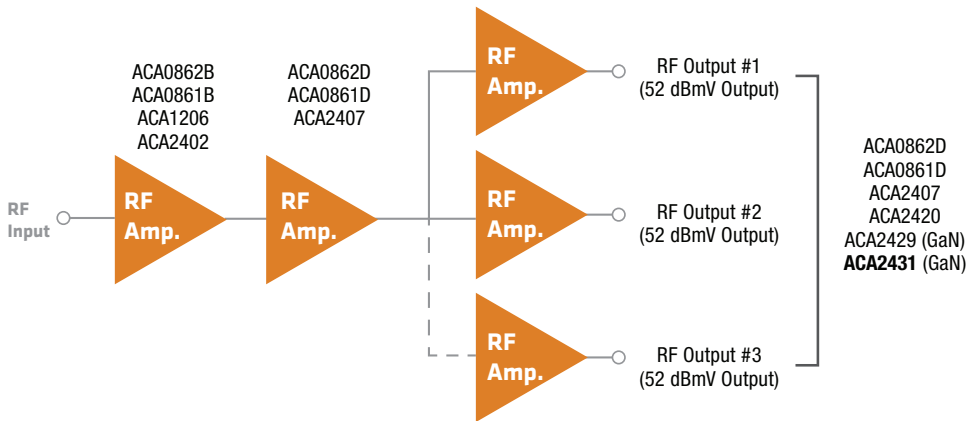 ACA0862B
ACA0861B
ACA1206
ACA2402
ACA0862D
ACA0861D
ACA2407
RF
Input
RF
Amp.
RF
Amp.
RF
Amp.
RF Output #1
(52 dBmV Output)
RF
Amp.
RF Output #2
(52 dBmV Output)
RF
Amp.
RF Output #3
(52 dBmV Output)
ACA0862D
ACA0861D
ACA2407
ACA2420
ACA2429 (GaN)
ACA2431 (GaN)